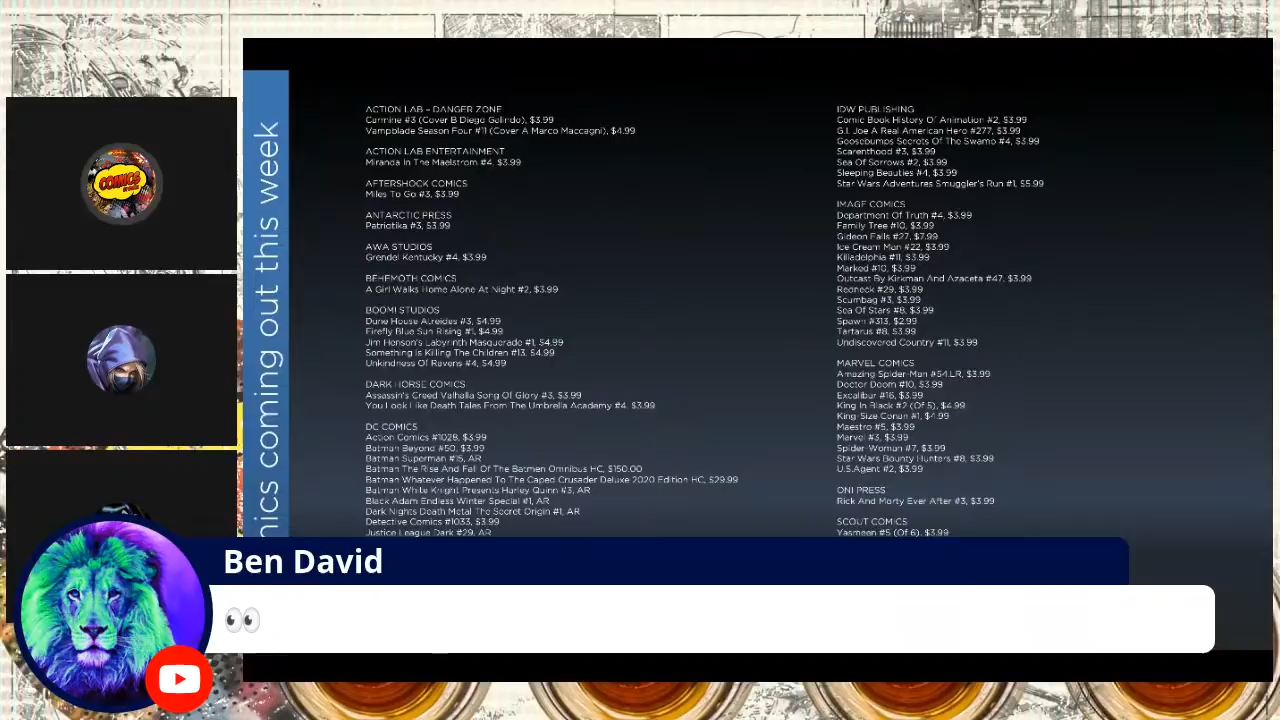 COMICS
comics coming out this week
ACTION LAB – DANGER ZONE
Carmine #3 (Cover B Diego Galindo), $3.99
Vampblade Season Four #11 (Cover A Marco Maccagni), $4.99
ACTION LAB ENTERTAINMENT
Miranda In The Maelstrom #4, $3.99
AFTERSHOCK COMICS
Miles To Go #3, $3.99
ANTARCTIC PRESS
Patriotika #3, $3.99
AWA STUDIOS
Grendel Kentucky #4, $3.99
BEHEMOTH COMICS
A Girl Walks Home Alone At Night #2, $3.99
BOOM! STUDIOS
Dune House Atreides #3, $4.99
Firefly Blue Sun Rising #1, $4.99
Jim Henson's Labyrinth Masquerade #1, $4.99
Something Is Killing The Children #13, $4.99
Unkindness Of Ravens #4, $4.99
DARK HORSE COMICS
Assassin's Creed Valhalla Song Of Glory #3, $3.99
You Look Like Death Tales From The Umbrella Academy #4, $3.99
DC COMICS
Action Comics #1028, $3.99
Batman Beyond #50, $3.99
Batman Superman #15, AR
Batman The Rise And Fall Of The Batmen Omnibus HC, $150.00
Batman Whatever Happened To The Caped Crusader Deluxe 2020 Edition HC, $29.99
Batman White Knight Presents Harley Quinn #3, AR
Black Adam Endless Winter Special #1, AR
Dark Nights Death Metal The Secret Origin #1, AR
Detective Comics #1033, $3.99
Justice League Dark #29, AR
IDW PUBLISHING
Comic Book History Of Animation #2, $3.99
G.I. Joe A Real American Hero #277, $3.99
Goosebumps Secrets Of The Swamp #4, $3.99
Scarenthood #3, $3.99
Sea Of Sorrows #2, $3.99
Sleeping Beauties #4, $3.99
Star Wars Adventures Smuggler's Run #1, $5.99
IMAGE COMICS
Department Of Truth #4, $3.99
Family Tree #10, $3.99
Gideon Falls #27, $7.99
Ice Cream Man #22, $3.99
Killadelphia #11, $3.99
Marked #10, $3.99
Outcast By Kirkman And Azaceta #47, $3.99
Redneck #29, $3.99
Scumbag #3, $3.99
Sea Of Stars #8, $3.99
Spawn #313, $2.99
Tartarus #8, $3.99
Undiscovered Country #11, $3.99
MARVEL COMICS
Amazing Spider-Man #54.LR, $3.99
Doctor Doom #10, $3.99
Excalibur #16, $3.99
King In Black #2 (Of 5), $4.99
King-Size Conan #1, $4.99
Maestro #5, $3.99
Marvel #3, $3.99
Spider-Woman #7, $3.99
Star Wars Bounty Hunters #8, $3.99
U.S.Agent #2, $3.99
ONI PRESS
Rick And Morty Ever After #3, $3.99
SCOUT COMICS
Yasmeen #5 (Of 6), $3.99
Ben David
👀